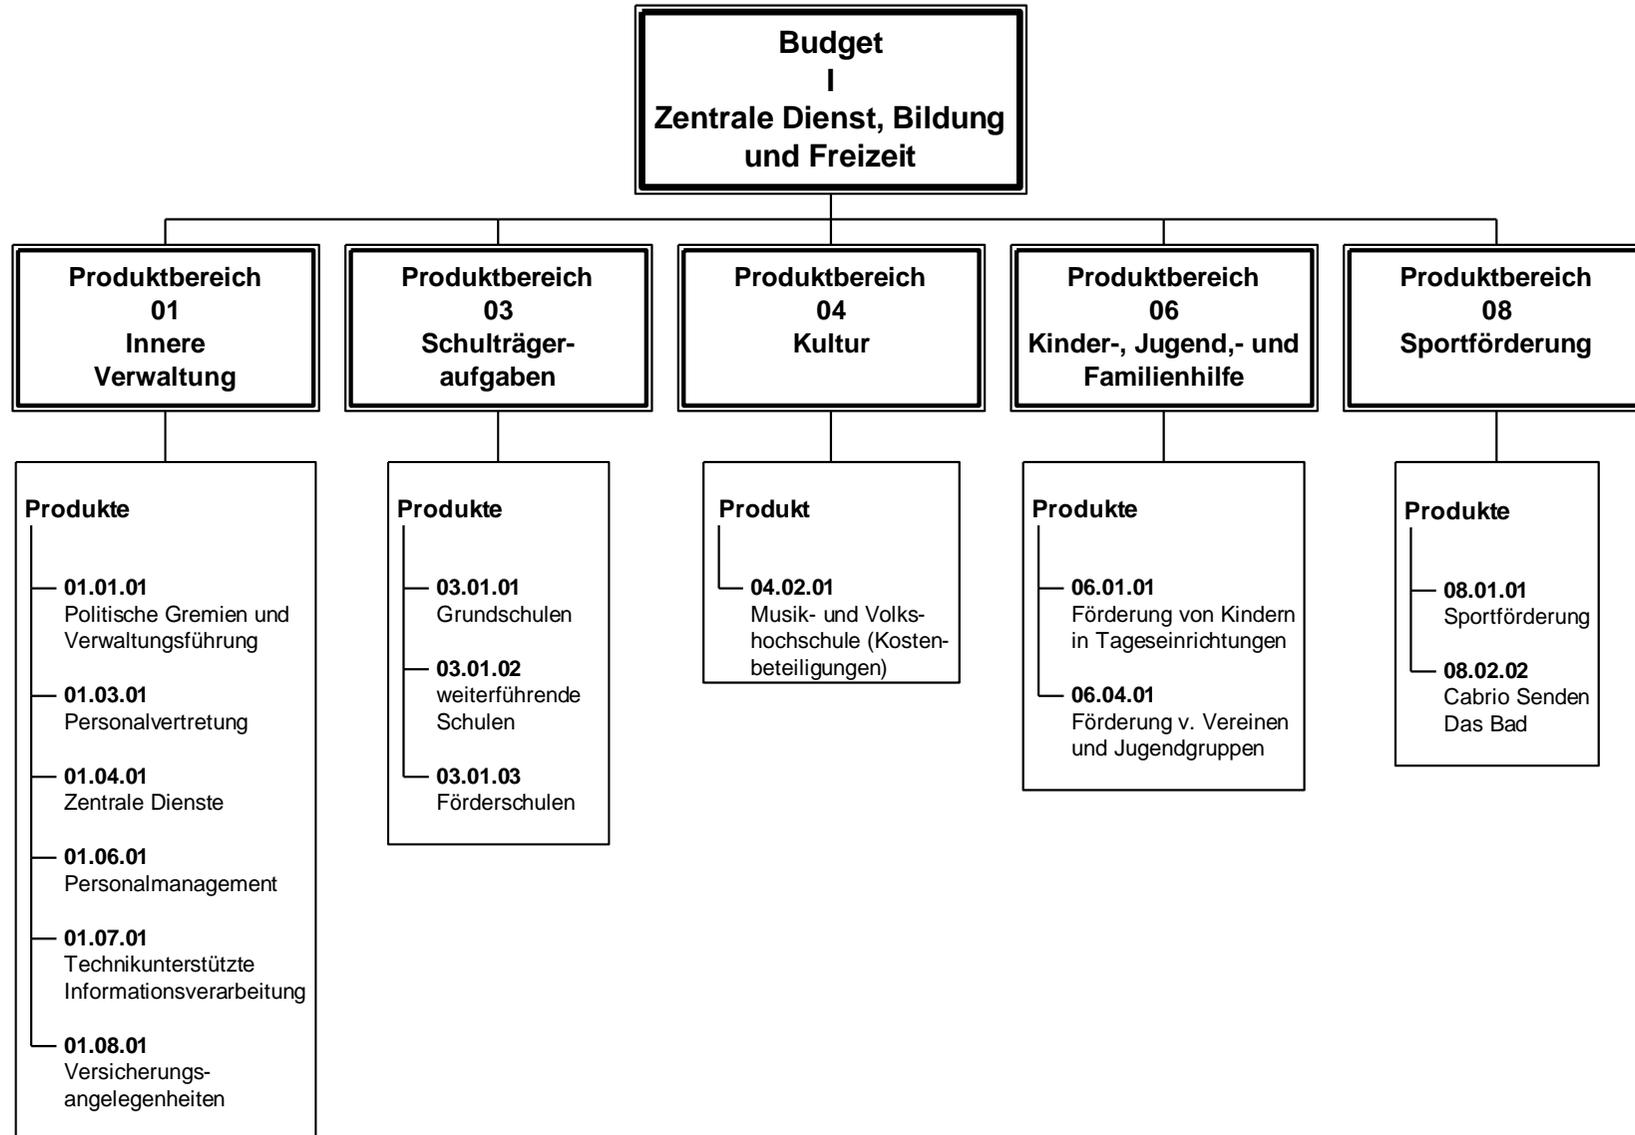 Budget
I
Zentrale Dienst, Bildung
und Freizeit
Produktbereich
01
Innere
Verwaltung
Produktbereich
03
Schulträger-
aufgaben
Produktbereich
04
Kultur
Produktbereich
06
Kinder-, Jugend,- und
Familienhilfe
Produktbereich
08
Sportförderung
Produkte
01.01.01
Politische Gremien und
Verwaltungsführung
01.03.01
Personalvertretung
01.04.01
Zentrale Dienste
01.06.01
Personalmanagement
01.07.01
Technikunterstützte
Informationsverarbeitung
01.08.01
Versicherungs-
angelegenheiten
Produkte
03.01.01
Grundschulen
03.01.02
weiterführende
Schulen
03.01.03
Förderschulen
Produkt
04.02.01
Musik- und Volks-
hochschule (Kosten-
beteiligungen)
Produkte
06.01.01
Förderung von Kindern
in Tageseinrichtungen
06.04.01
Förderung v. Vereinen
und Jugendgruppen
Produkte
08.01.01
Sportförderung
08.02.02
Cabrio Senden
Das Bad